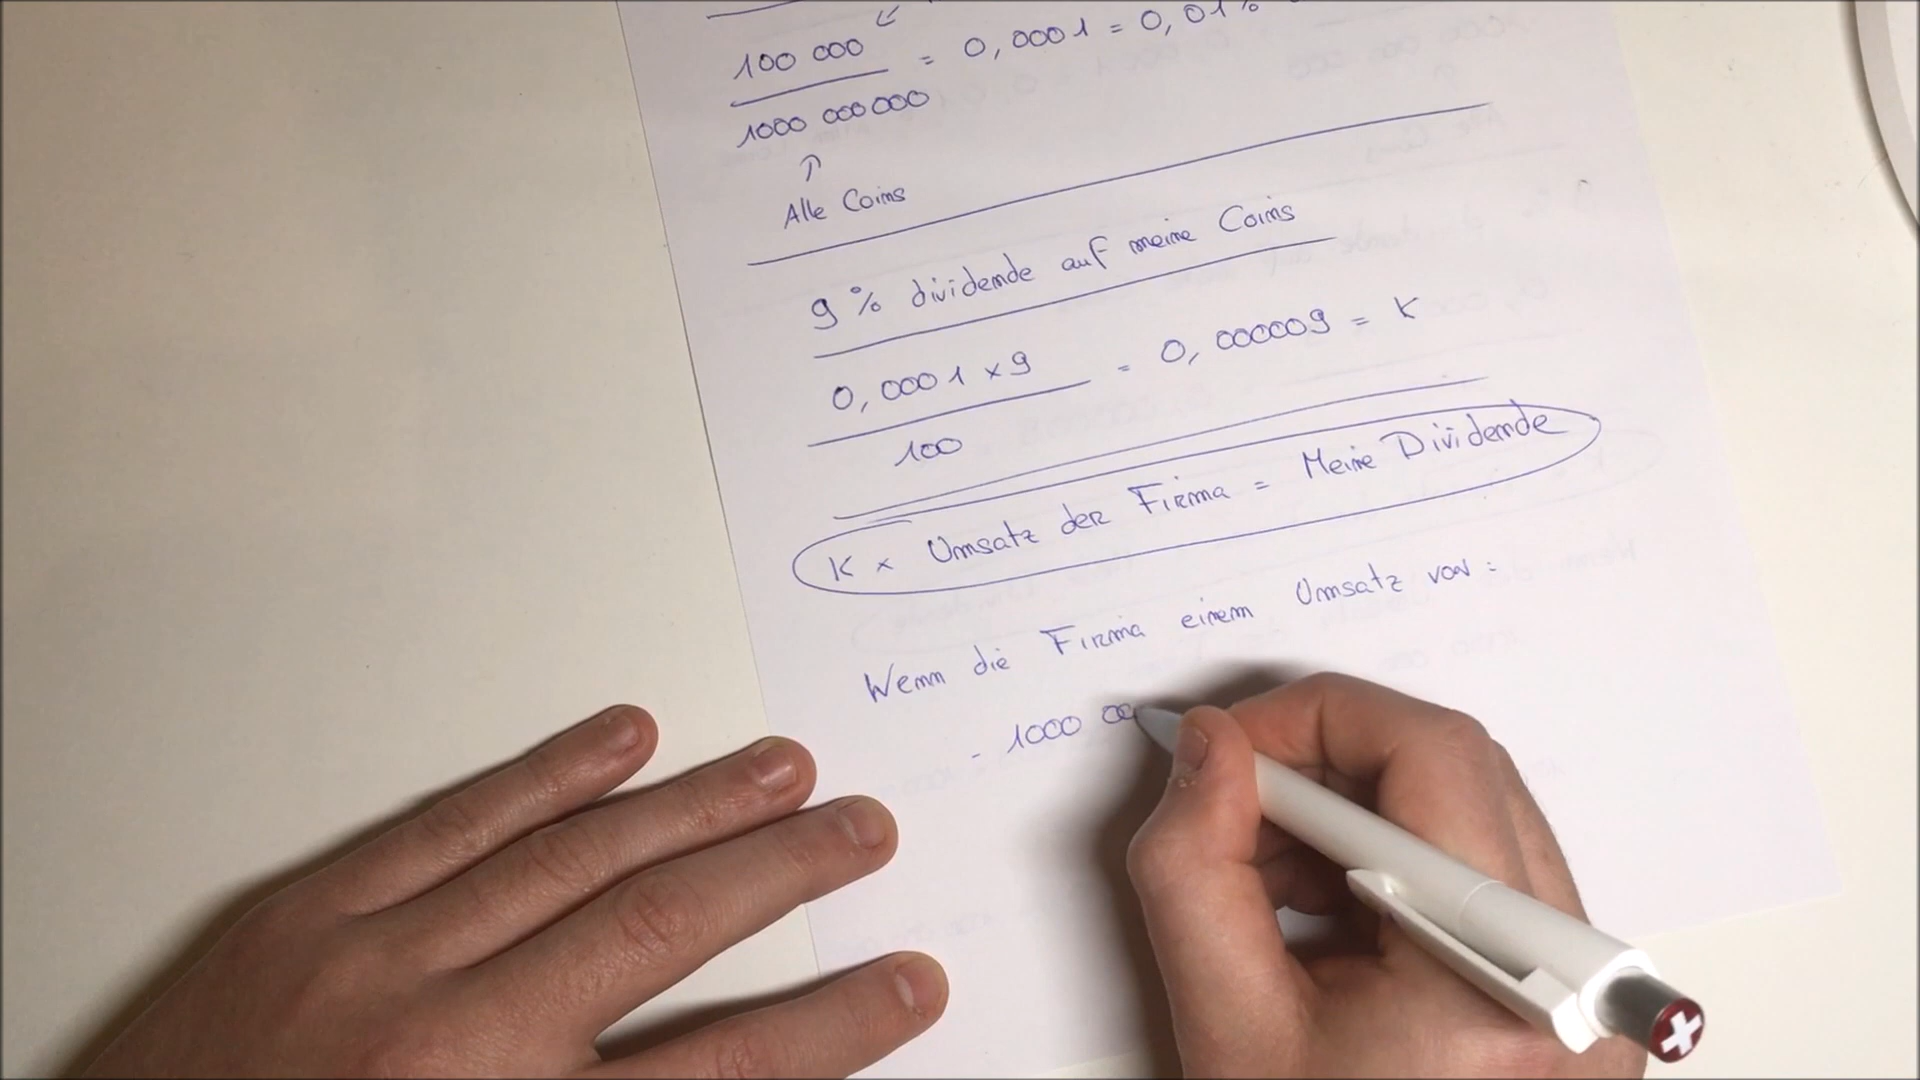 100 000
1000 000 000 = 0,0001 = 0,01%
Alle Coins
9 % dividende auf meine Coins
0,0001 x 9
100 = 0,000009 = K
K x Umsatz der Firma = Meine Dividende
Wenn die Firma einem Umsatz von :
- 1000 00